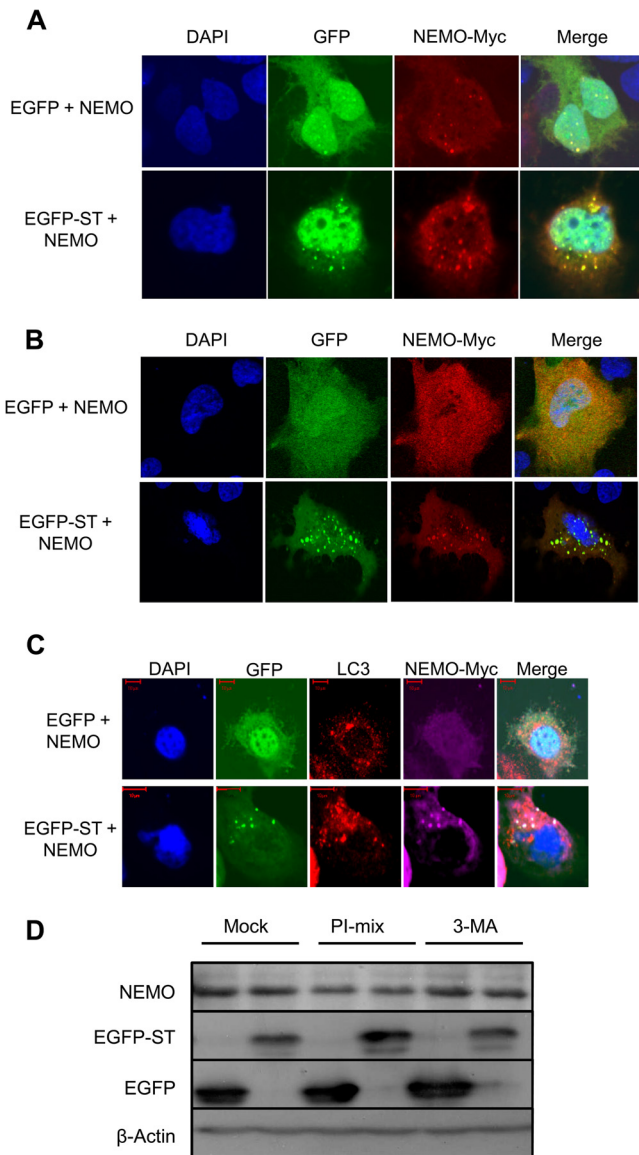 A
DAPI GFP NEMO-Myc Merge
EGFP + NEMO
EGFP-ST +
NEMO
B
DAPI GFP NEMO-Myc Merge
EGFP + NEMO
EGFP-ST +
NEMO
C
DAPI GFP LC3 NEMO-Myc Merge
EGFP +
NEMO
EGFP-ST +
NEMO
D
Mock PI-mix 3-MA
NEMO
EGFP-ST
EGFP
β-Actin